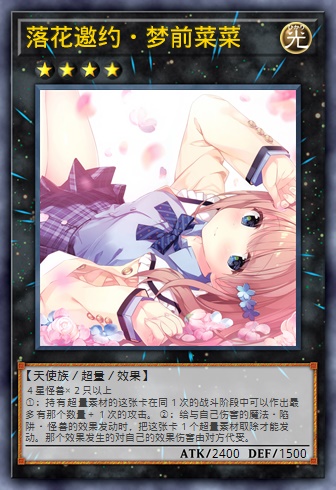 落花邀约・梦前菜菜
光
【天使族／超量／效果】
４星怪兽×２只以上
①：持有超量素材的这张卡在同１次的战斗阶段中可以作出最
多有那个数量＋１次的攻击。②：给与自己伤害的魔法・陷
阱・怪兽的效果发动时，把这张卡１个超量素材取除才能发
动。那个效果发生的对自己的效果伤害由对方代受。
ATK/2400 DEF/1500